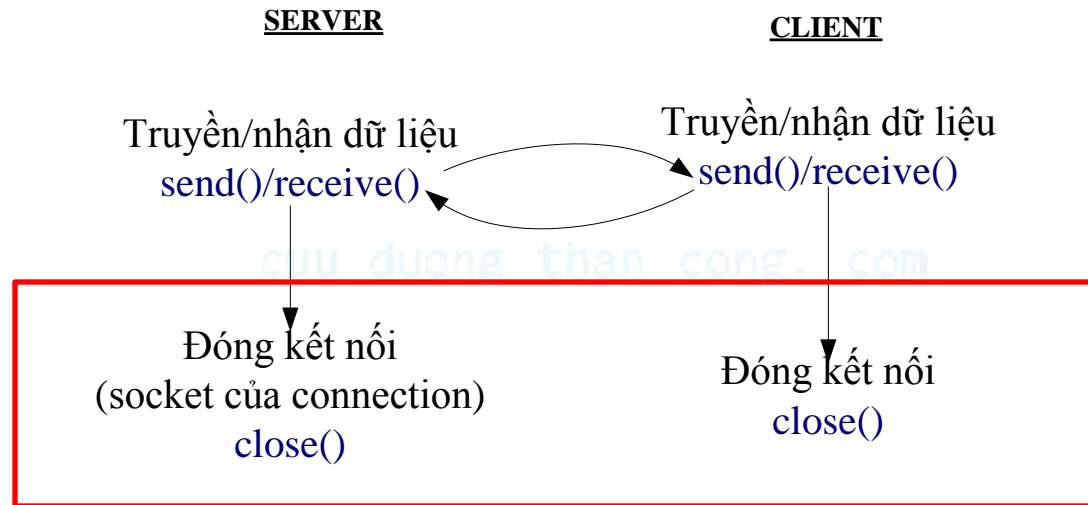 SERVER
CLIENT
Truyền/nhận dữ liệu
send()/receive()
Truyền/nhận dữ liệu
send()/receive()
cuu duong than cong. com
Đóng kết nối
(socket của connection)
close()
Đóng kết nối
close()